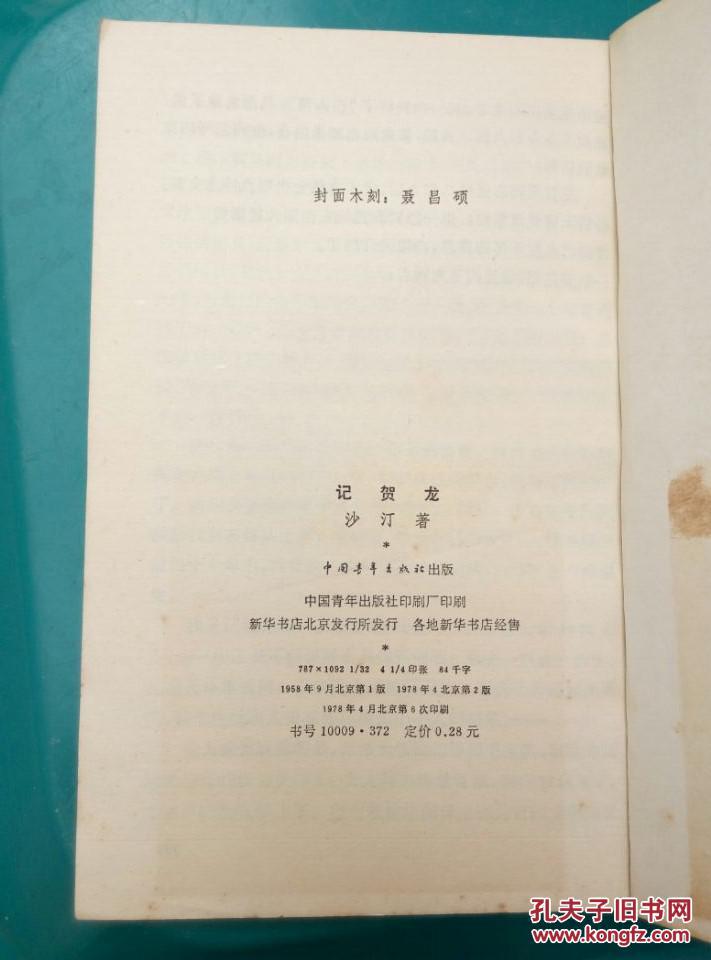 封面木刻：聂昌硕
记贺龙
沙汀著
*
中国青年出版社出版
中国青年出版社印刷厂印刷
新华书店北京发行所发行 各地新华书店经售
*
787×1092 1/32 4 1/4印张 84千字
1958年9月北京第1版 1978年4北京第2版
1978年4月北京第6次印刷
书号10009·372 定价0.28元
孔夫子旧书网
www.kongfz.com